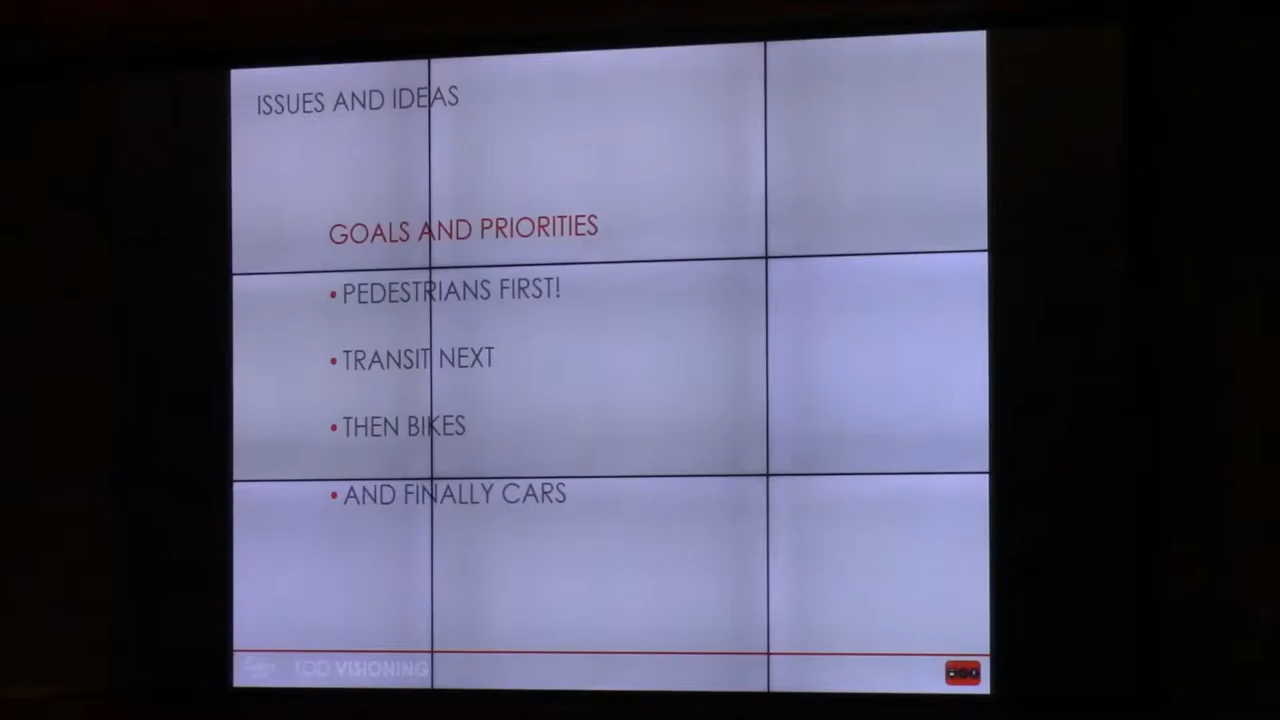 ISSUES AND IDEAS
GOALS AND PRIORITIES
• PEDESTRIANS FIRST!
• TRANSIT NEXT
• THEN BIKES
• AND FINALLY CARS
TOD VISIONING